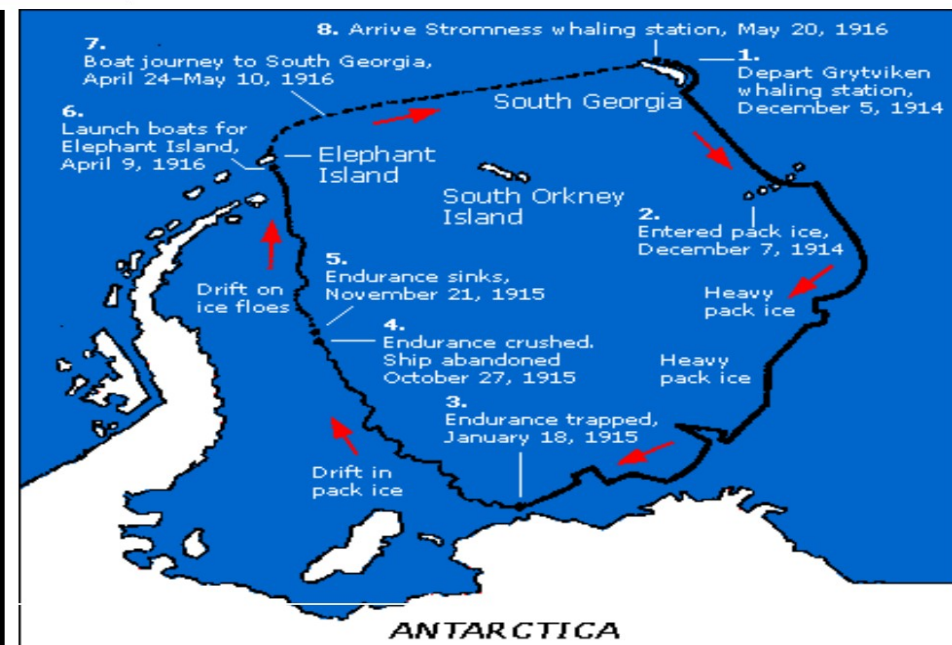 8. Arrive Stromness whaling station, May 20, 1916
7.
Boat journey to South Georgia,
April 24–May 10, 1916
1.
Depart Grytviken
whaling station,
December 5, 1914
South Georgia
6.
Launch boats for
Elephant Island,
April 9, 1916
Elephant
Island
South Orkney
Island
2.
Entered pack ice,
December 7, 1914
5.
Endurance sinks,
November 21, 1915
Drift on
ice floes
Heavy
pack ice
4.
Endurance crushed.
Ship abandoned
October 27, 1915
Heavy
pack ice
3.
Endurance trapped,
January 18, 1915
Drift in
pack ice
ANTARCTICA